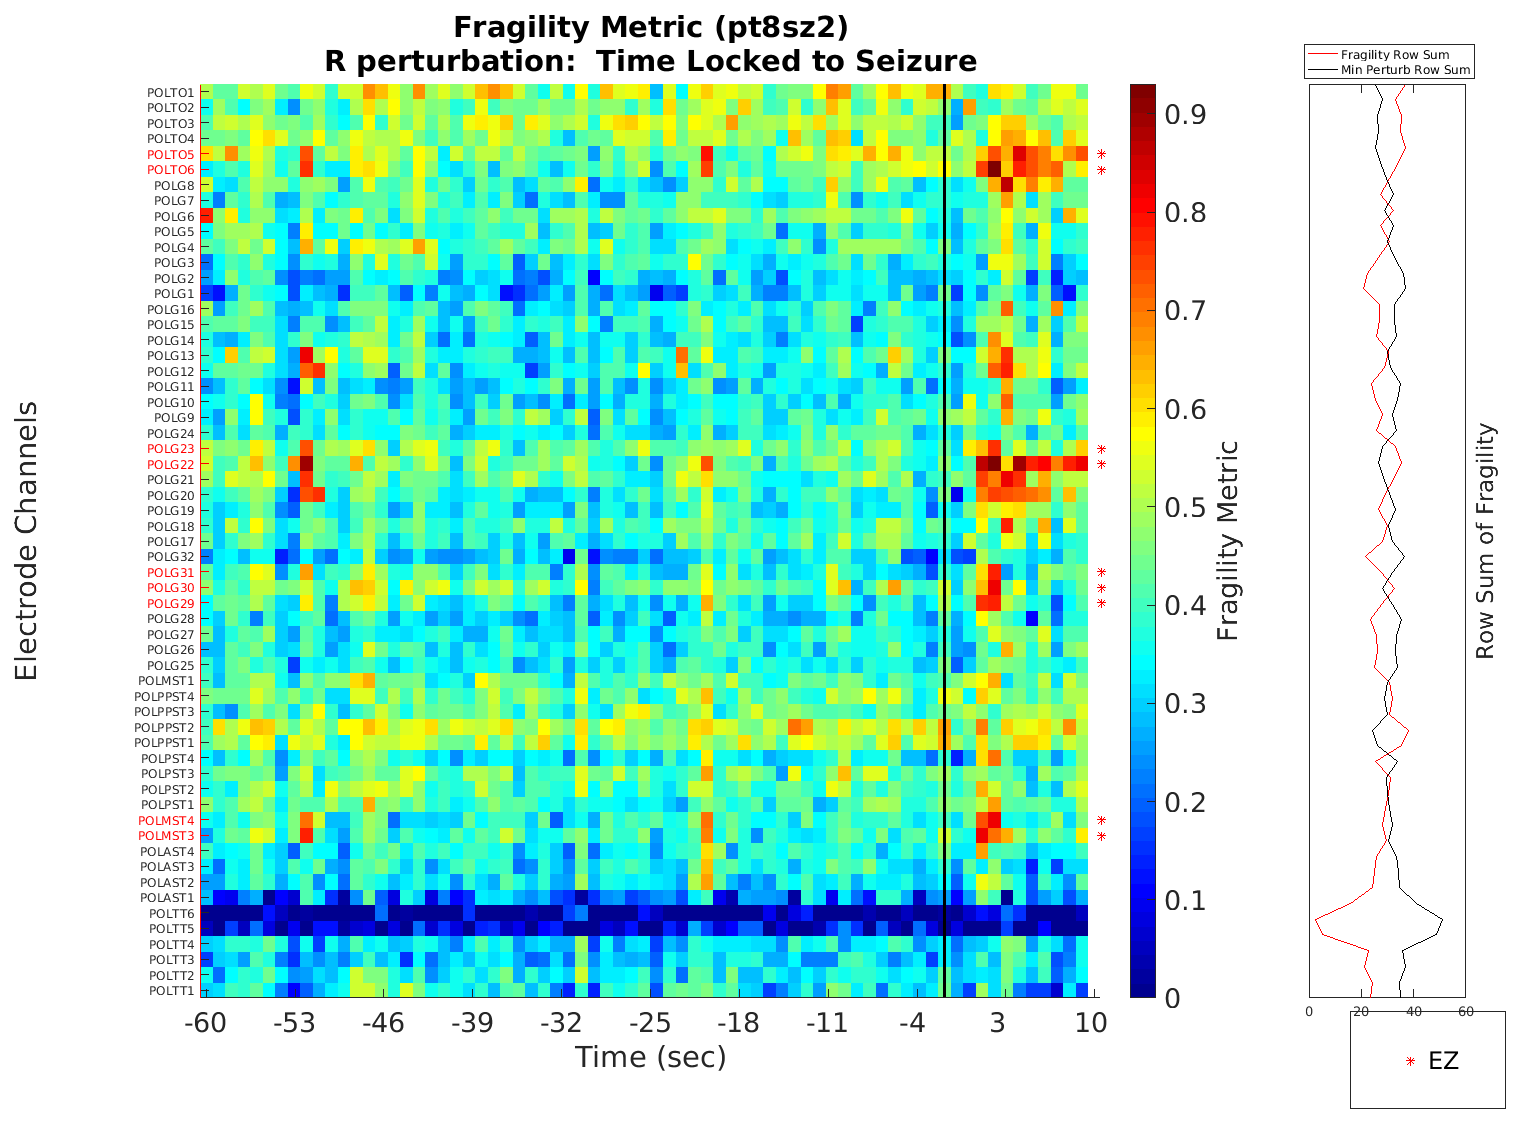 Fragility Metric (pt8sz2)
R perturbation:  Time Locked to Seizure
Fragility Row Sum
Min Perturb Row Sum
Electrode Channels
POLTO1
POLTO2
POLTO3
POLTO4
POLTO5
POLTO6
POLG8
POLG7
POLG6
POLG5
POLG4
POLG3
POLG2
POLG1
POLG16
POLG15
POLG14
POLG13
POLG12
POLG11
POLG10
POLG9
POLG24
POLG23
POLG22
POLG21
POLG20
POLG19
POLG18
POLG17
POLG32
POLG31
POLG30
POLG29
POLG28
POLG27
POLG26
POLG25
POLMST1
POLPPST4
POLPPST3
POLPPST2
POLPPST1
POLPST4
POLPST3
POLPST2
POLPST1
POLMST4
POLMST3
POLAST4
POLAST3
POLAST2
POLAST1
POLTT6
POLTT5
POLTT4
POLTT3
POLTT2
POLTT1
-60 -53 -46 -39 -32 -25 -18 -11 -4 3 10
Time (sec)
0.9
0.8
0.7
0.6
0.5
0.4
0.3
0.2
0.1
0
Fragility Metric
0 20 40 60
Row Sum of Fragility
* EZ